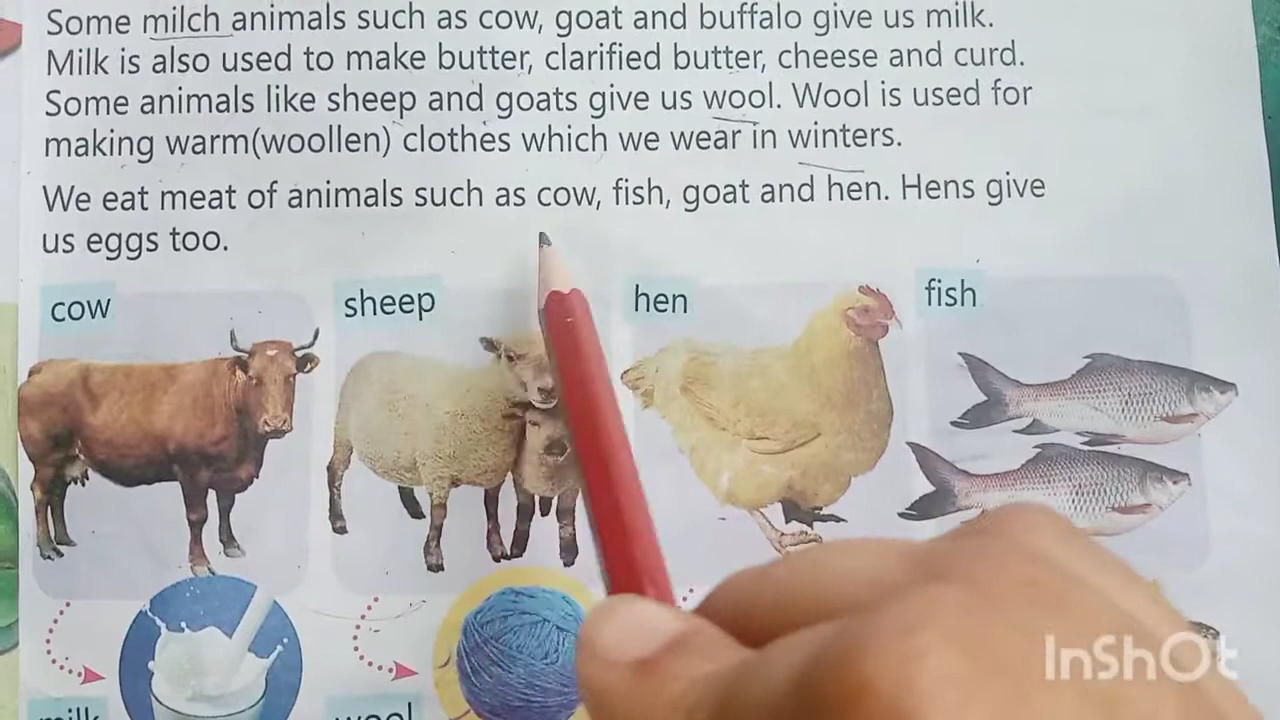 Some milch animals such as cow, goat and buffalo give us milk.
Milk is also used to make butter, clarified butter, cheese and curd.
Some animals like sheep and goats give us wool. Wool is used for
making warm(woollen) clothes which we wear in winters.
We eat meat of animals such as cow, fish, goat and hen. Hens give
us eggs too.
cow
sheep
hen
fish
milk
wool
InShOt